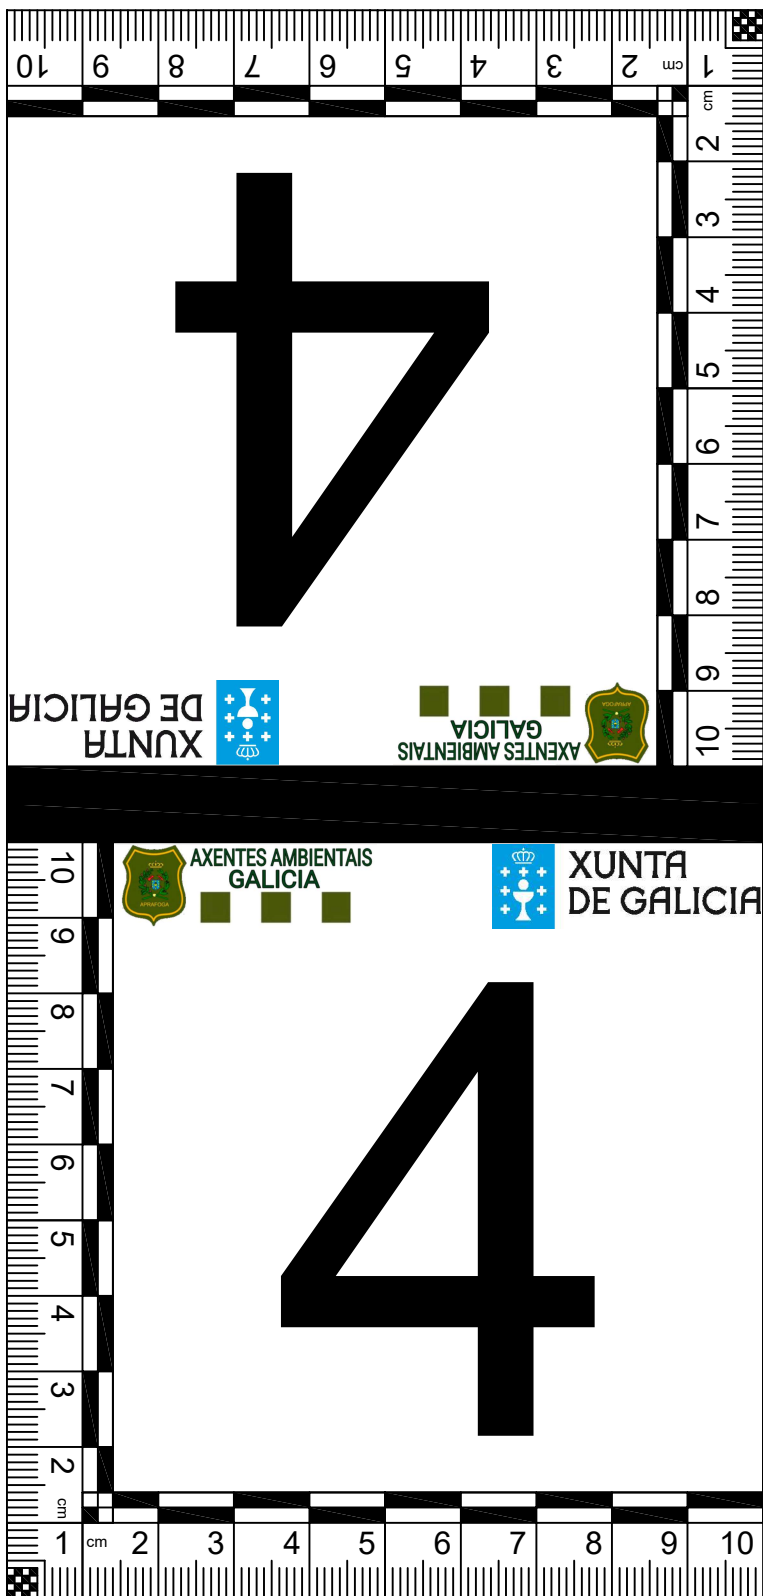 10 9 8 7 6 5 4 3 2 cm 1
cm
2
3
4
5
6
7
8
9
10
4
XUNTA
DE GALICIA
AXENTES AMBIENTAIS
GALICIA
APRAFOGA
10
9
8
7
6
5
4
3
2
cm
AXENTES AMBIENTAIS
GALICIA
APRAFOGA
XUNTA
DE GALICIA
4
1 cm 2 3 4 5 6 7 8 9 10